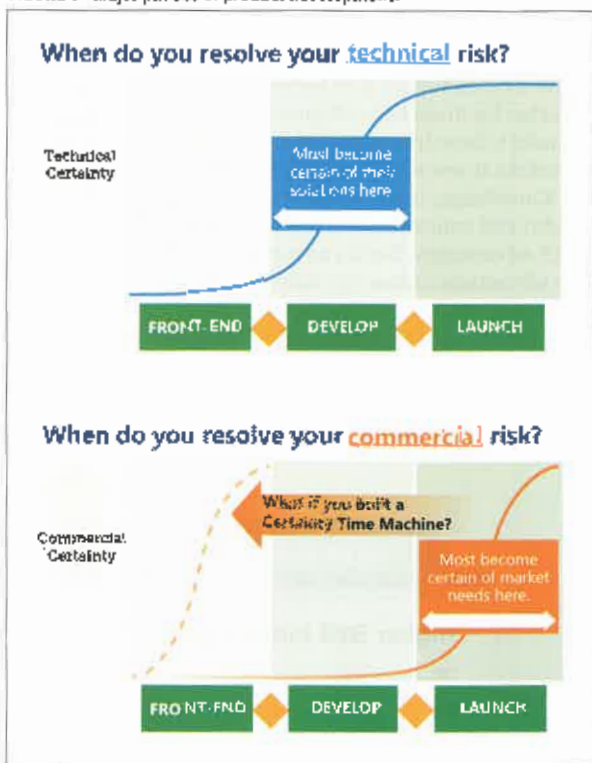 When do you resolve your technical risk?
Technical
Certainty
Most become
certain of their
solutions here
FRONT-END
DEVELOP
LAUNCH
When do you resolve your commercial risk?
What if you built a
Certainty Time Machine?
Commercial
Certainty
Most become
certain of market
needs here.
FRONT-END
DEVELOP
LAUNCH